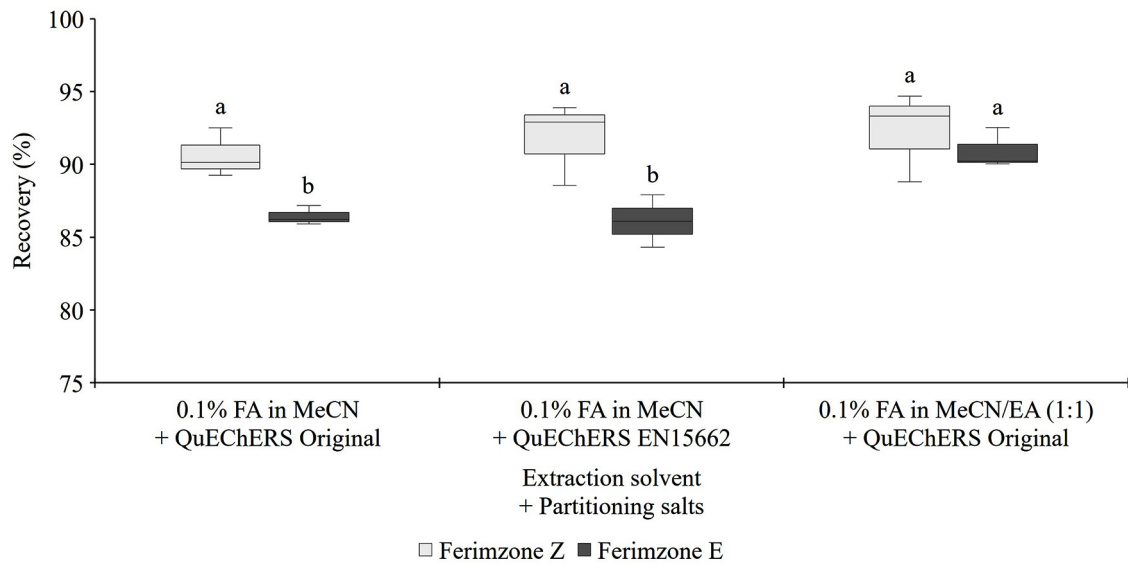 100
95
90
85
80
75
Recovery (%)
a
b
a
b
a
a
0.1% FA in MeCN
+ QuEChERS Original
0.1% FA in MeCN
+ QuEChERS EN15662
0.1% FA in MeCN/EA (1:1)
+ QuEChERS Original
Extraction solvent
+ Partitioning salts
Ferimzone Z
Ferimzone E